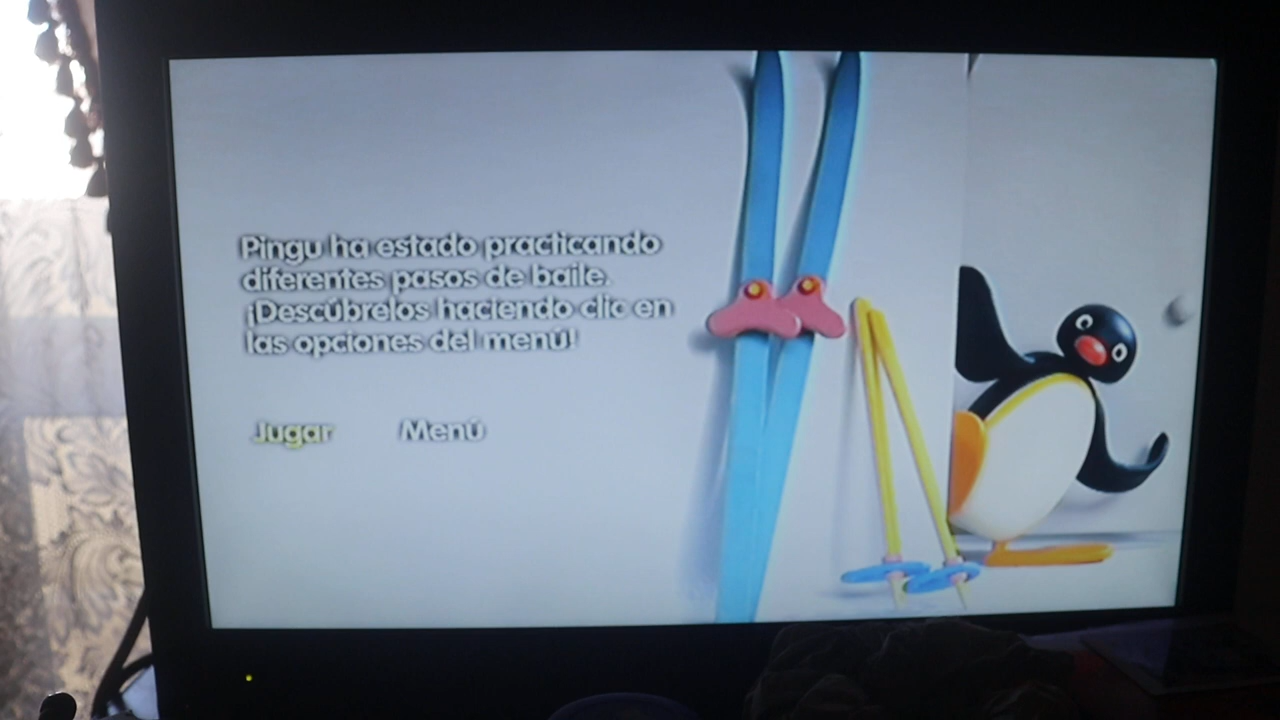 Pingu ha estado practicando
diferentes pasos de baile.
¡Descúbrelos haciendo clic en
las opciones del menú!
Jugar Menú